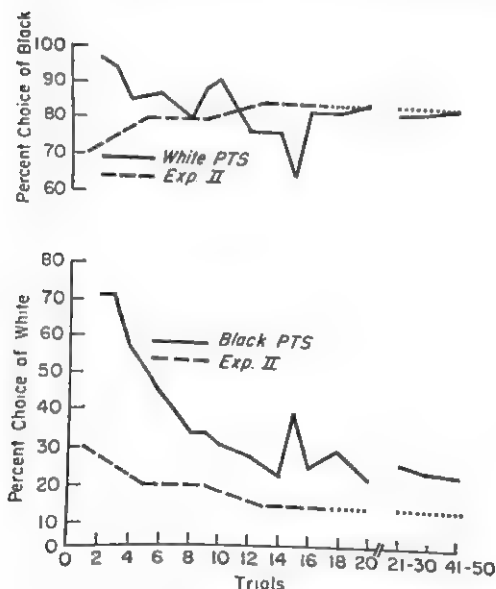 Percent Choice of Black
100
90
80
70
60
White PTS
Exp. II
Percent Choice of White
80
70
60
50
40
30
20
10
0
Black PTS
Exp. II
0 2 4 6 8 10 12 14 16 18 20 21-30 41-50
Trials